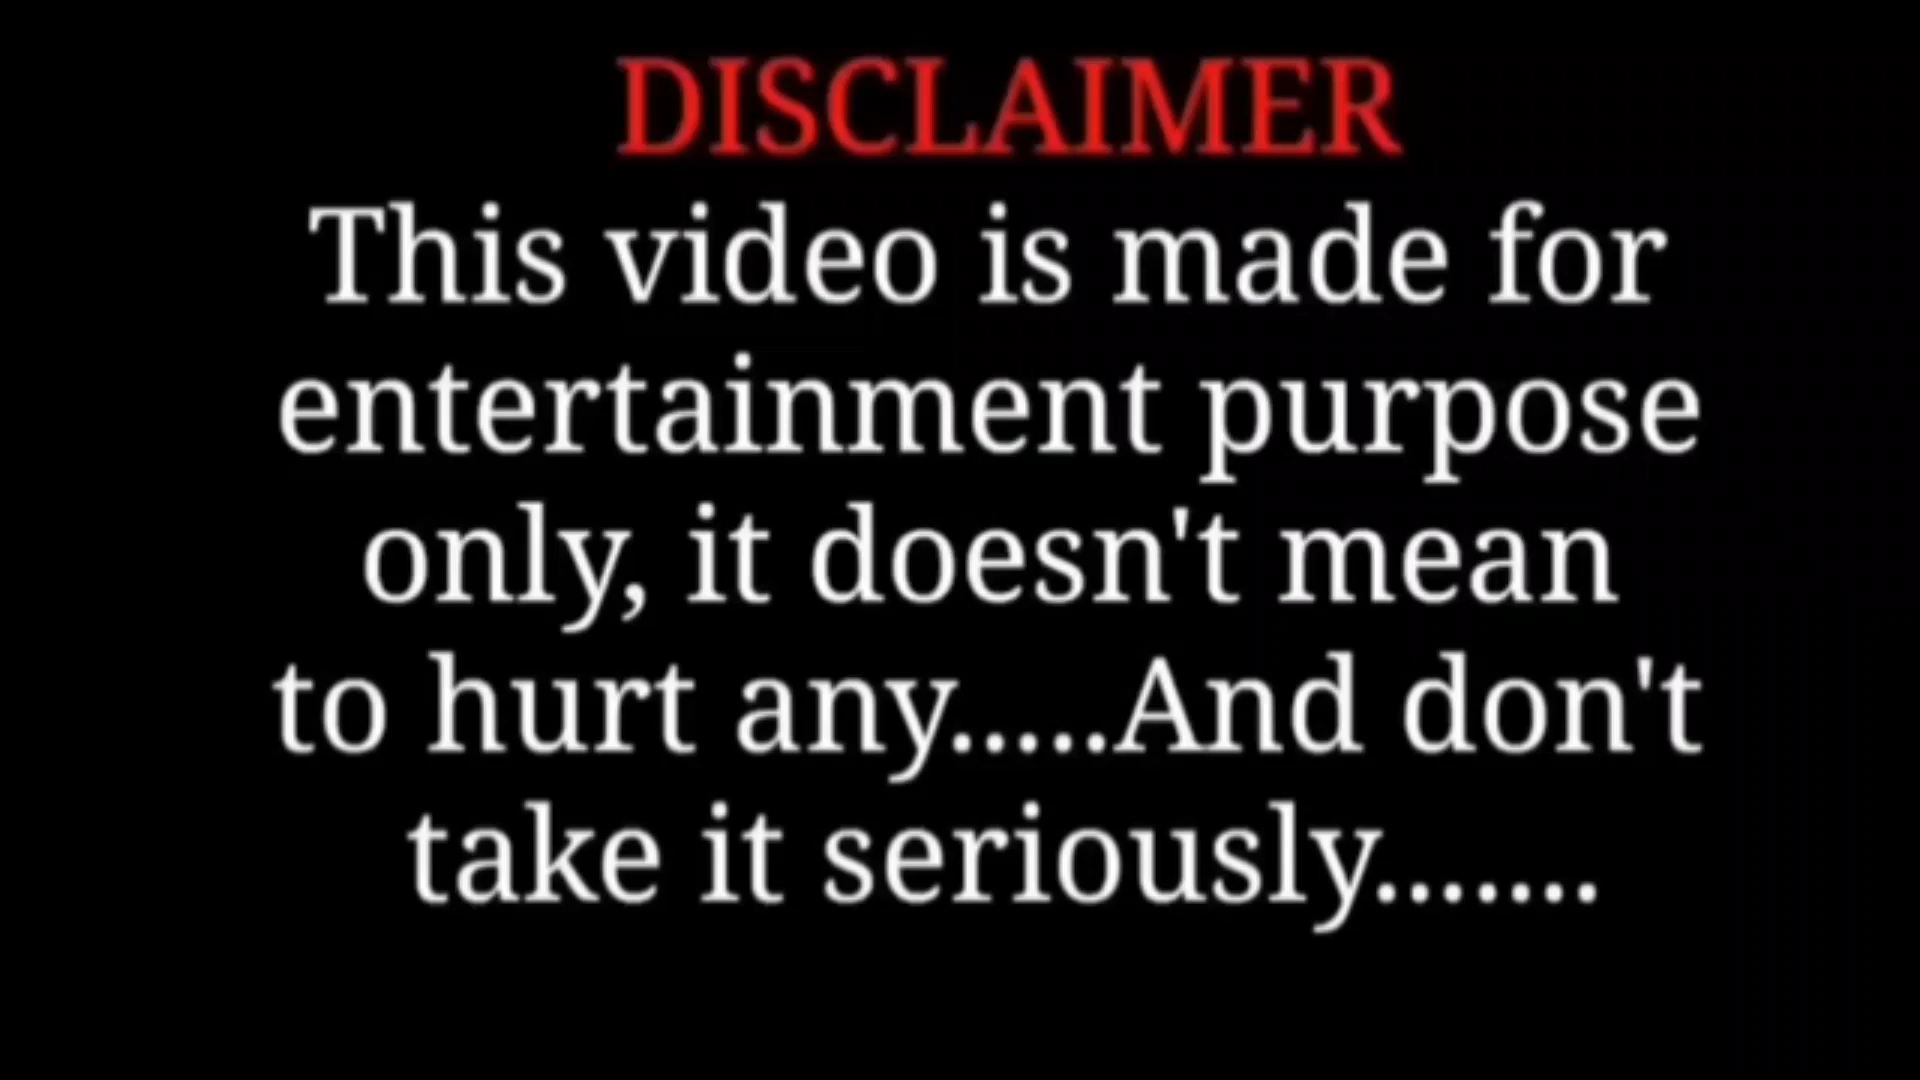 DISCLAIMER
This video is made for
entertainment purpose
only, it doesn't mean
to hurt any.....And don't
take it seriously.......